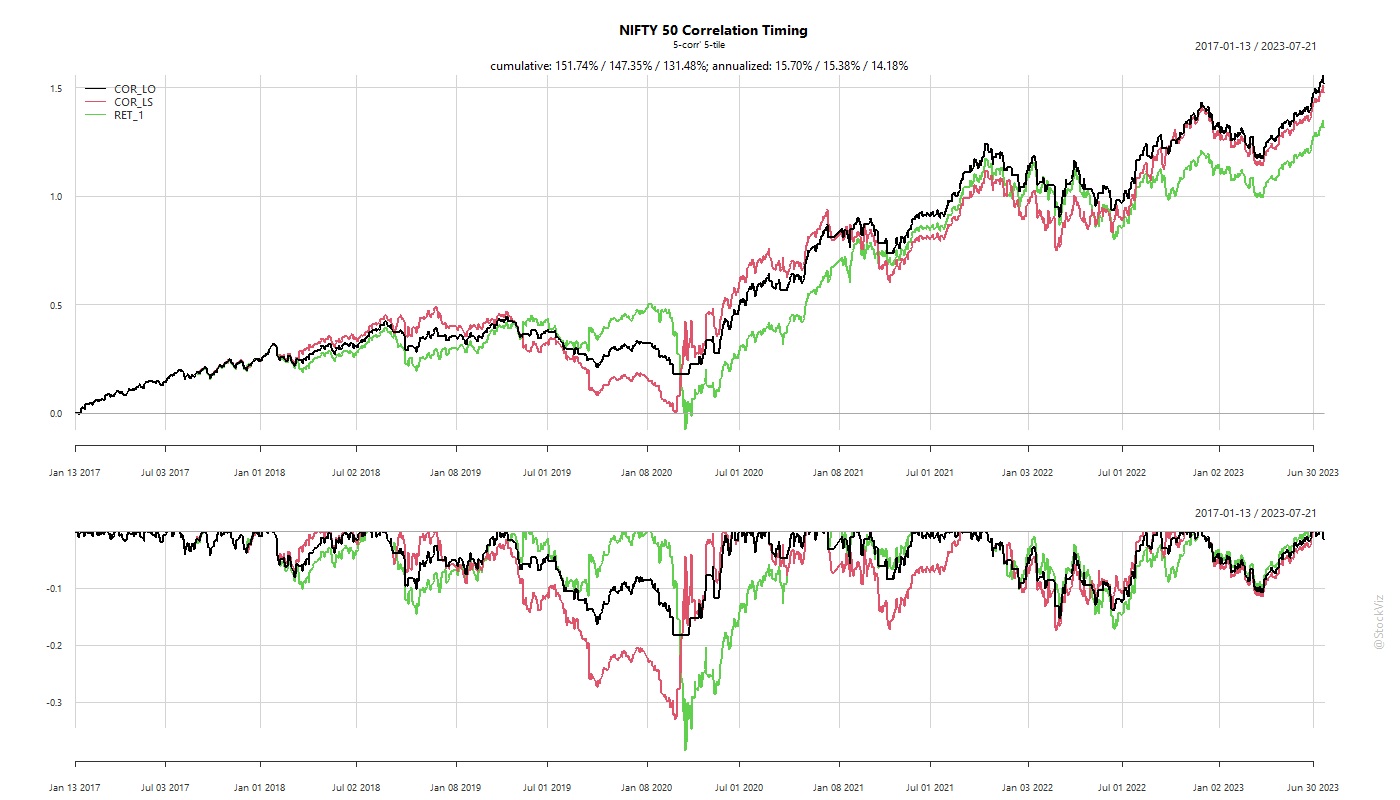 NIFTY 50 Correlation Timing
5-corr' 5-tile
2017-01-13 / 2023-07-21
cumulative: 151.74% / 147.35% / 131.48%; annualized: 15.70% / 15.38% / 14.18%
COR_LO
COR_LS
RET_1
1.5
1.0
0.5
0.0
Jan 13 2017 Jul 03 2017 Jan 01 2018 Jul 02 2018 Jan 08 2019 Jul 01 2019 Jan 08 2020 Jul 01 2020 Jan 08 2021 Jul 01 2021 Jan 03 2022 Jul 01 2022 Jan 02 2023 Jun 30 2023
2017-01-13 / 2023-07-21
-0.1
-0.2
-0.3
Jan 13 2017 Jul 03 2017 Jan 01 2018 Jul 02 2018 Jan 08 2019 Jul 01 2019 Jan 08 2020 Jul 01 2020 Jan 08 2021 Jul 01 2021 Jan 03 2022 Jul 01 2022 Jan 02 2023 Jun 30 2023
@StockViz